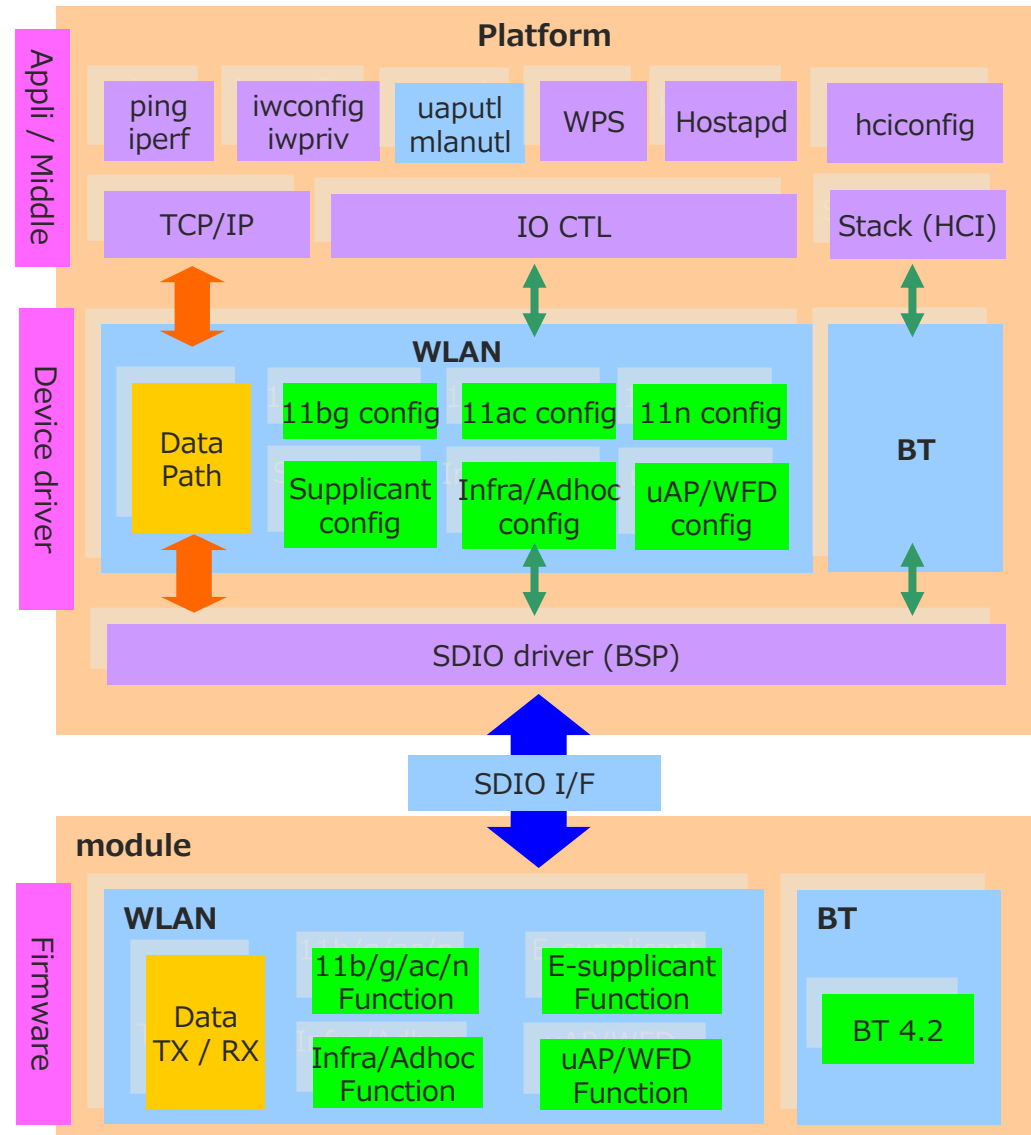 Platform
Appli / Middle
ping
iperf
iwconfig
iwpriv
uaputl
mlanutl
WPS
Hostapd
hciconfig
TCP/IP
IO CTL
Stack (HCI)
Device driver
WLAN
Data
Path
11bg config
11ac config
11n config
Supplicant
config
Infra/Adhoc
config
uAP/WFD
config
BT
SDIO driver (BSP)
SDIO I/F
module
Firmware
WLAN
Data
TX / RX
11b/g/ac/n
Function
E-supplicant
Function
Infra/Adhoc
Function
uAP/WFD
Function
BT
BT 4.2